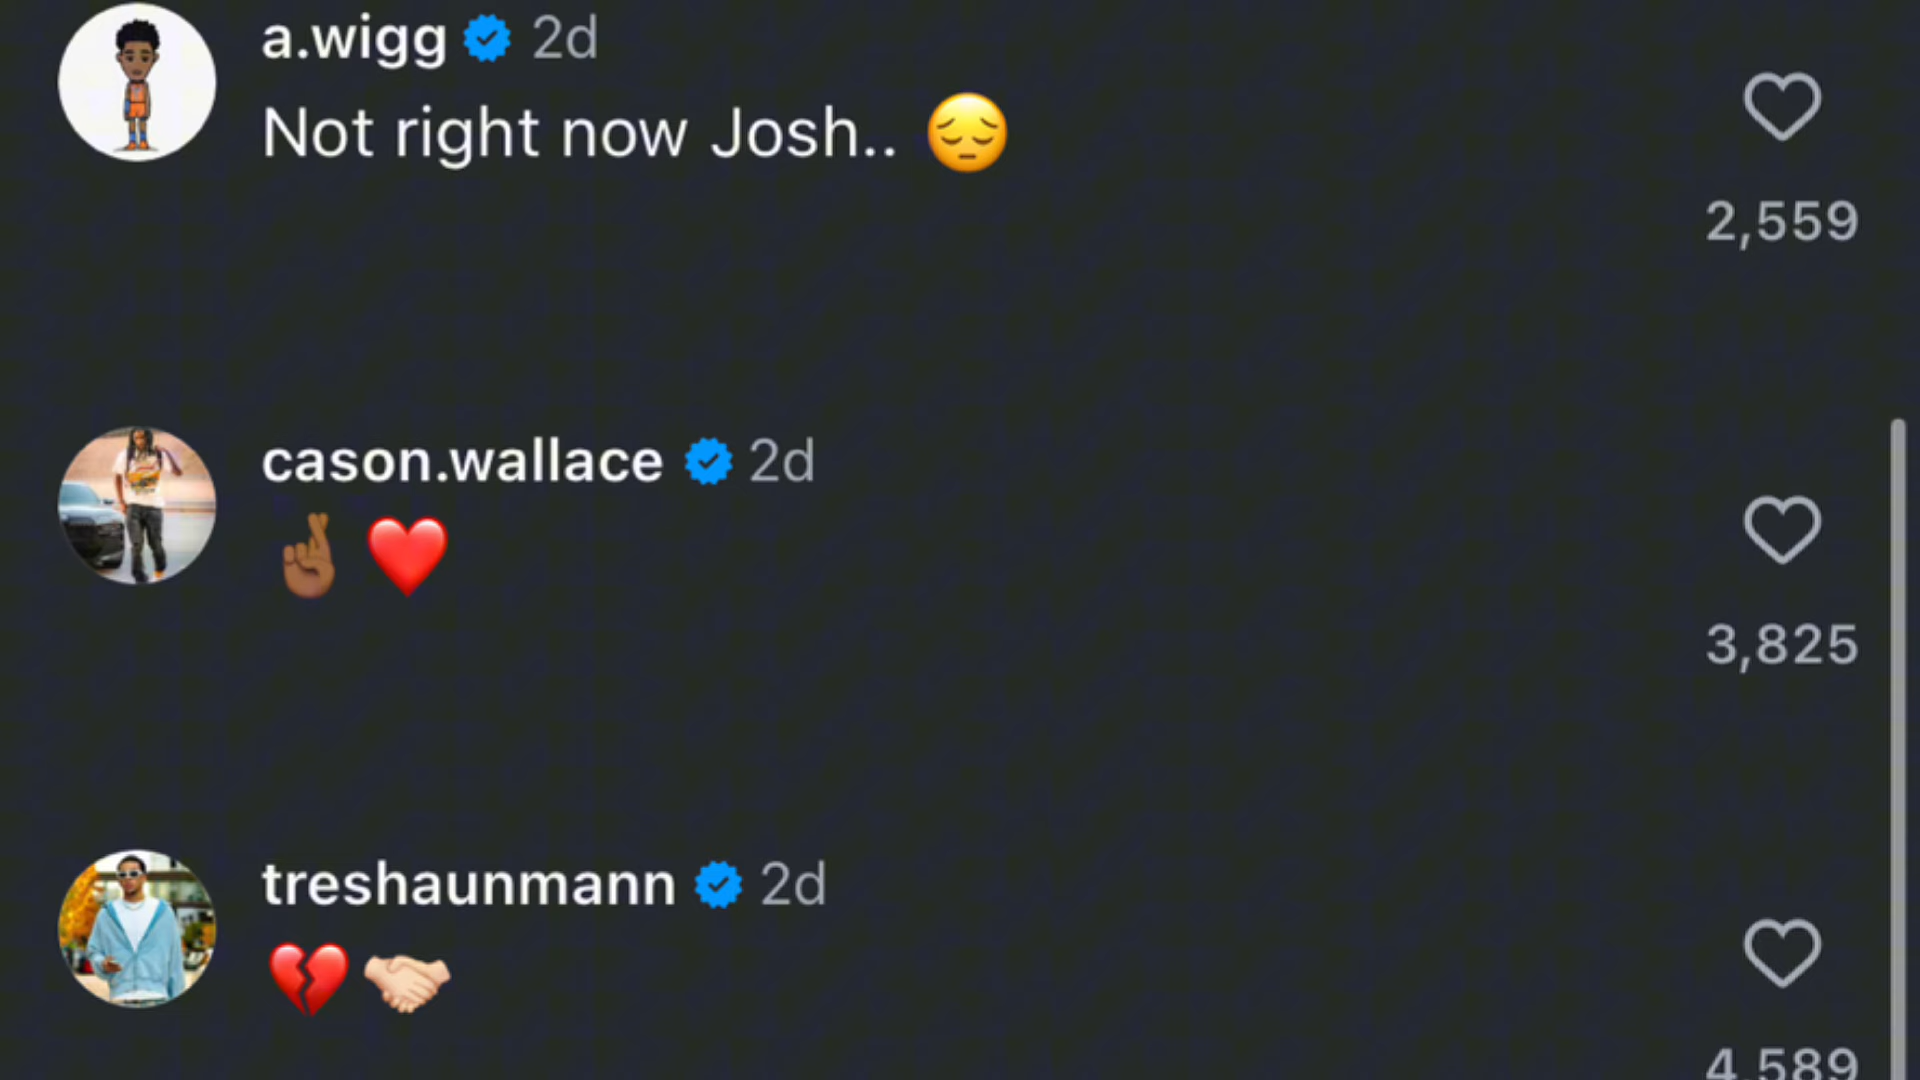 a.wigg 2d
Not right now Josh.. 😔
2,559
cason.wallace 2d
🤞🏾❤️
3,825
treshaunmann 2d
💔🤝🏻
4,589